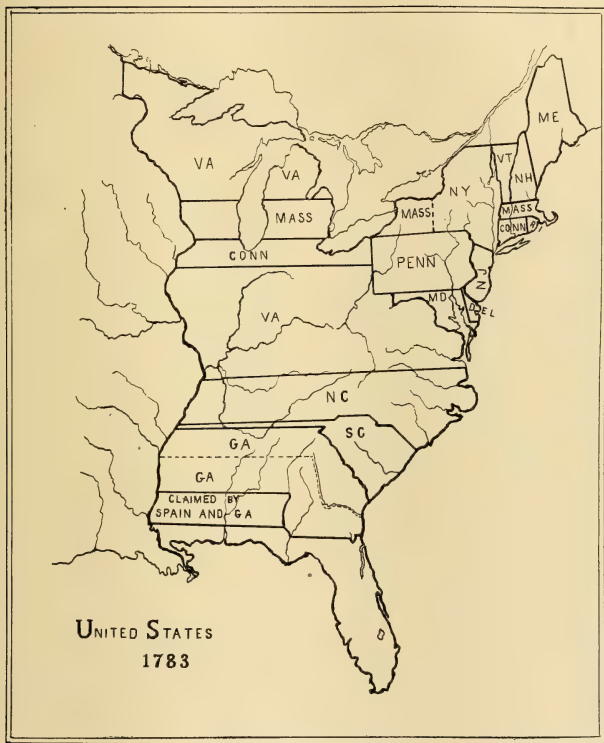 ME
VA
VA
VT
NH
NY
MASS
MASS
MASS
CONN
R I
CONN
PENN
NJ
MD
DEL
VA
NC
SC
GA
GA
CLAIMED BY
SPAIN AND GA
UNITED STATES
1783